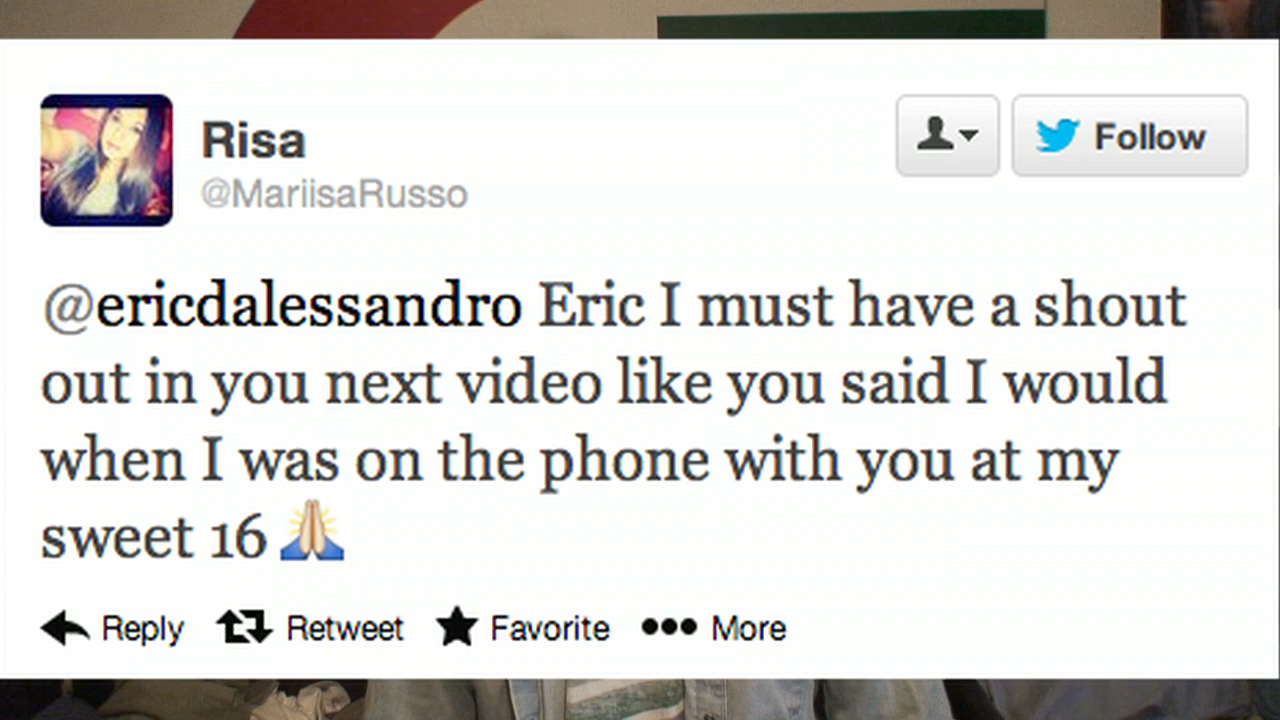 Risa
@MariisaRusso
Follow
@ericdalessandro Eric I must have a shout
out in you next video like you said I would
when I was on the phone with you at my
sweet 16 🙏
Reply Retweet Favorite More